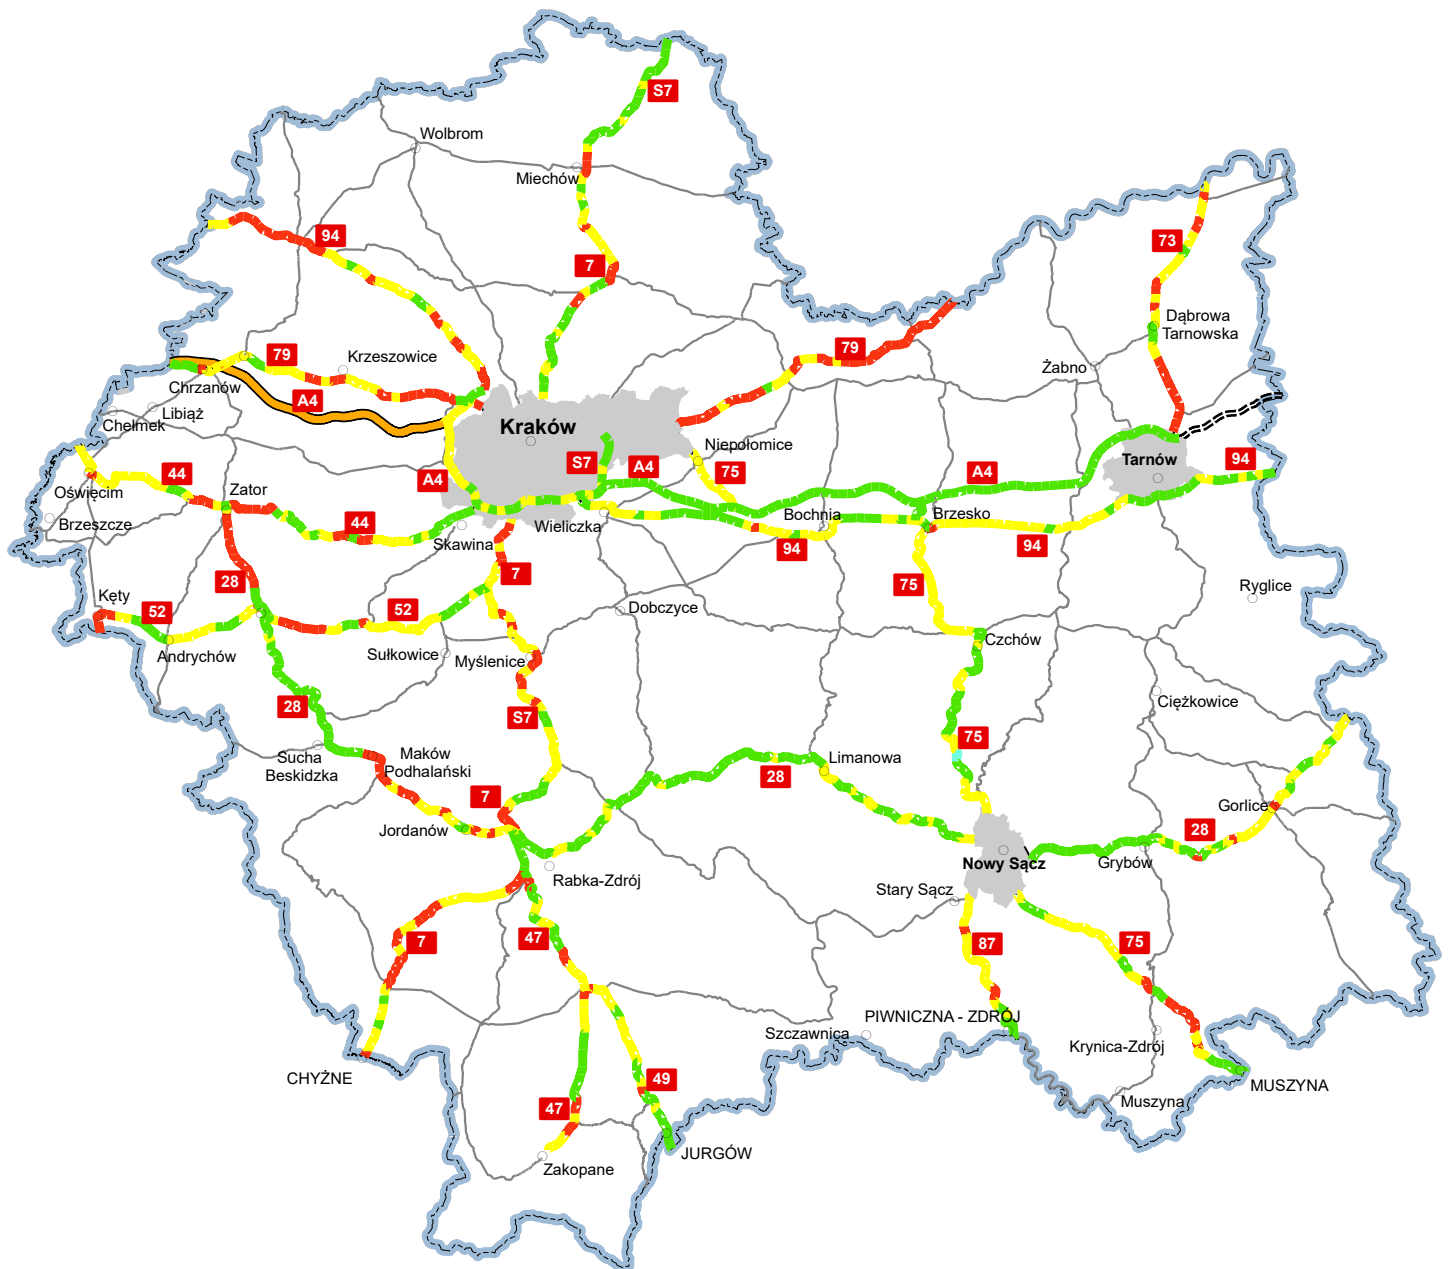 S7
Wolbrom
Miechów
94
73
7
Dąbrowa
Tarnowska
79
Krzeszowice
79
Żabno
Chrzanów
A4
Libiąż
Chełmek
Kraków
Niepołomice
S7
A4
75
A4
Tarnów
94
44
A4
Oświęcim
Zator
Brzeszcze
44
Skawina
Wieliczka
Bochnia
Brzesko
94
94
7
28
75
Ryglice
Kęty
52
52
Dobczyce
Andrychów
Sułkowice
Myślenice
Czchów
28
S7
Ciężkowice
75
Sucha
Beskidzka
Maków
Podhalański
28
Limanowa
7
Jordanów
Gorlice
28
Nowy Sącz
Grybów
Rabka-Zdrój
Stary Sącz
7
47
87
75
PIWNICZNA - ZDRÓJ
Szczawnica
Krynica-Zdrój
CHYŻNE
49
MUSZYNA
47
Muszyna
JURGÓW
Zakopane